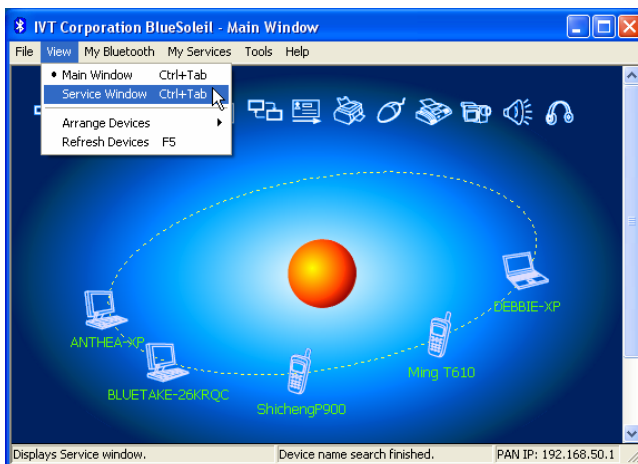 IVT Corporation BlueSoleil - Main Window
File View My Bluetooth My Services Tools Help
• Main Window Ctrl+Tab
Service Window Ctrl+Tab
Arrange Devices
Refresh Devices F5
DEBBIE-XP
ANTHEA-XP
Ming T610
BLUETAKE-26KRQC
ShichengP900
Displays Service window. Device name search finished. PAN IP: 192.168.50.1